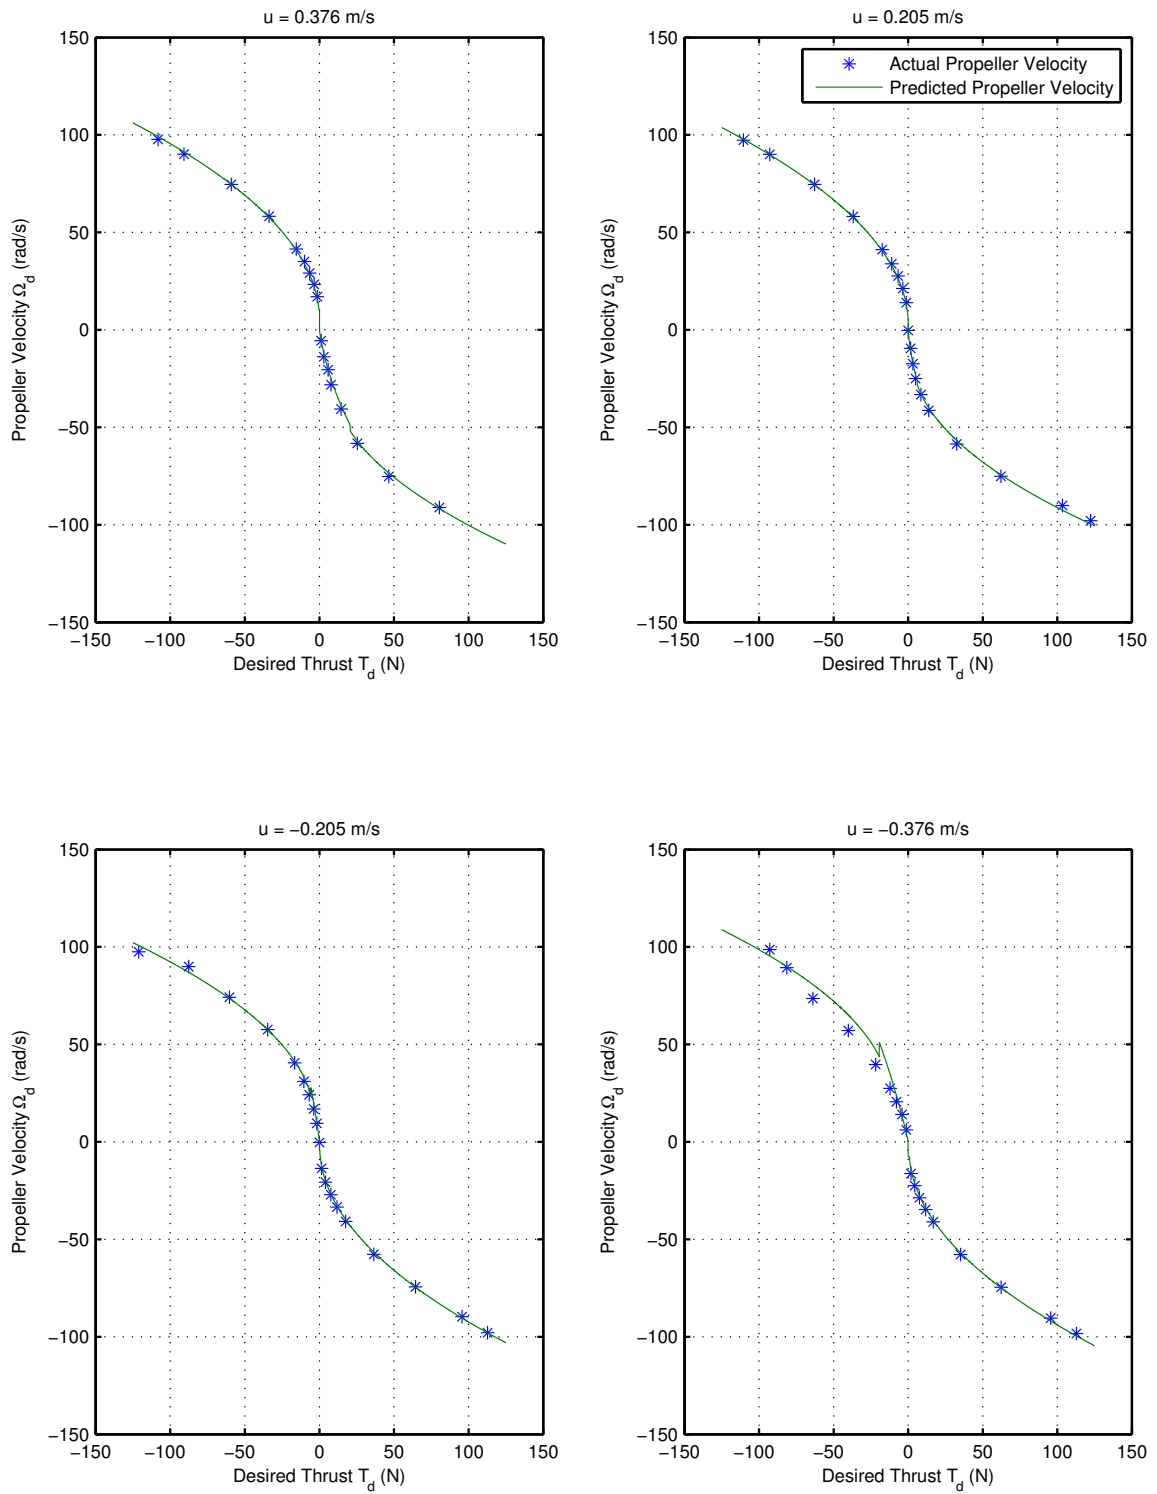 u = 0.376 m/s
150
100
50
0
−50
−100
−150
−150 −100 −50 0 50 100 150
Propeller Velocity Ω_d (rad/s)
Desired Thrust T_d (N)
u = 0.205 m/s
Actual Propeller Velocity
Predicted Propeller Velocity
150
100
50
0
−50
−100
−150
−150 −100 −50 0 50 100 150
Propeller Velocity Ω_d (rad/s)
Desired Thrust T_d (N)
u = −0.205 m/s
150
100
50
0
−50
−100
−150
−150 −100 −50 0 50 100 150
Propeller Velocity Ω_d (rad/s)
Desired Thrust T_d (N)
u = −0.376 m/s
150
100
50
0
−50
−100
−150
−150 −100 −50 0 50 100 150
Propeller Velocity Ω_d (rad/s)
Desired Thrust T_d (N)